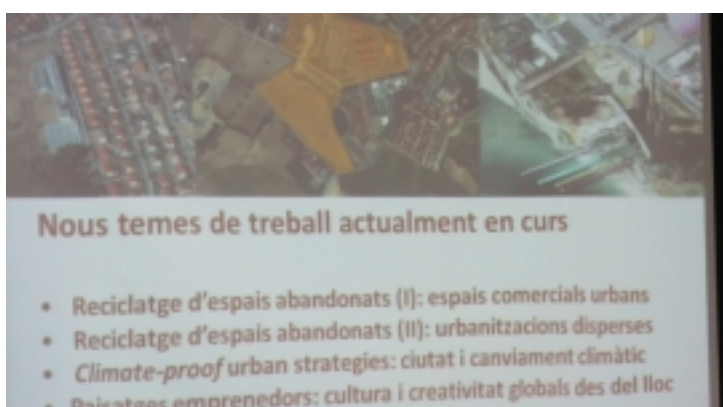 Nous temes de treball actualment en curs
• Reciclatge d'espais abandonats (I): espais comercials urbans
• Reciclatge d'espais abandonats (II): urbanitzacions disperses
• Climate-proof urban strategies: ciutat i canviament climàtic
• Paisatges emprenedors: cultura i creativitat globals des del lloc